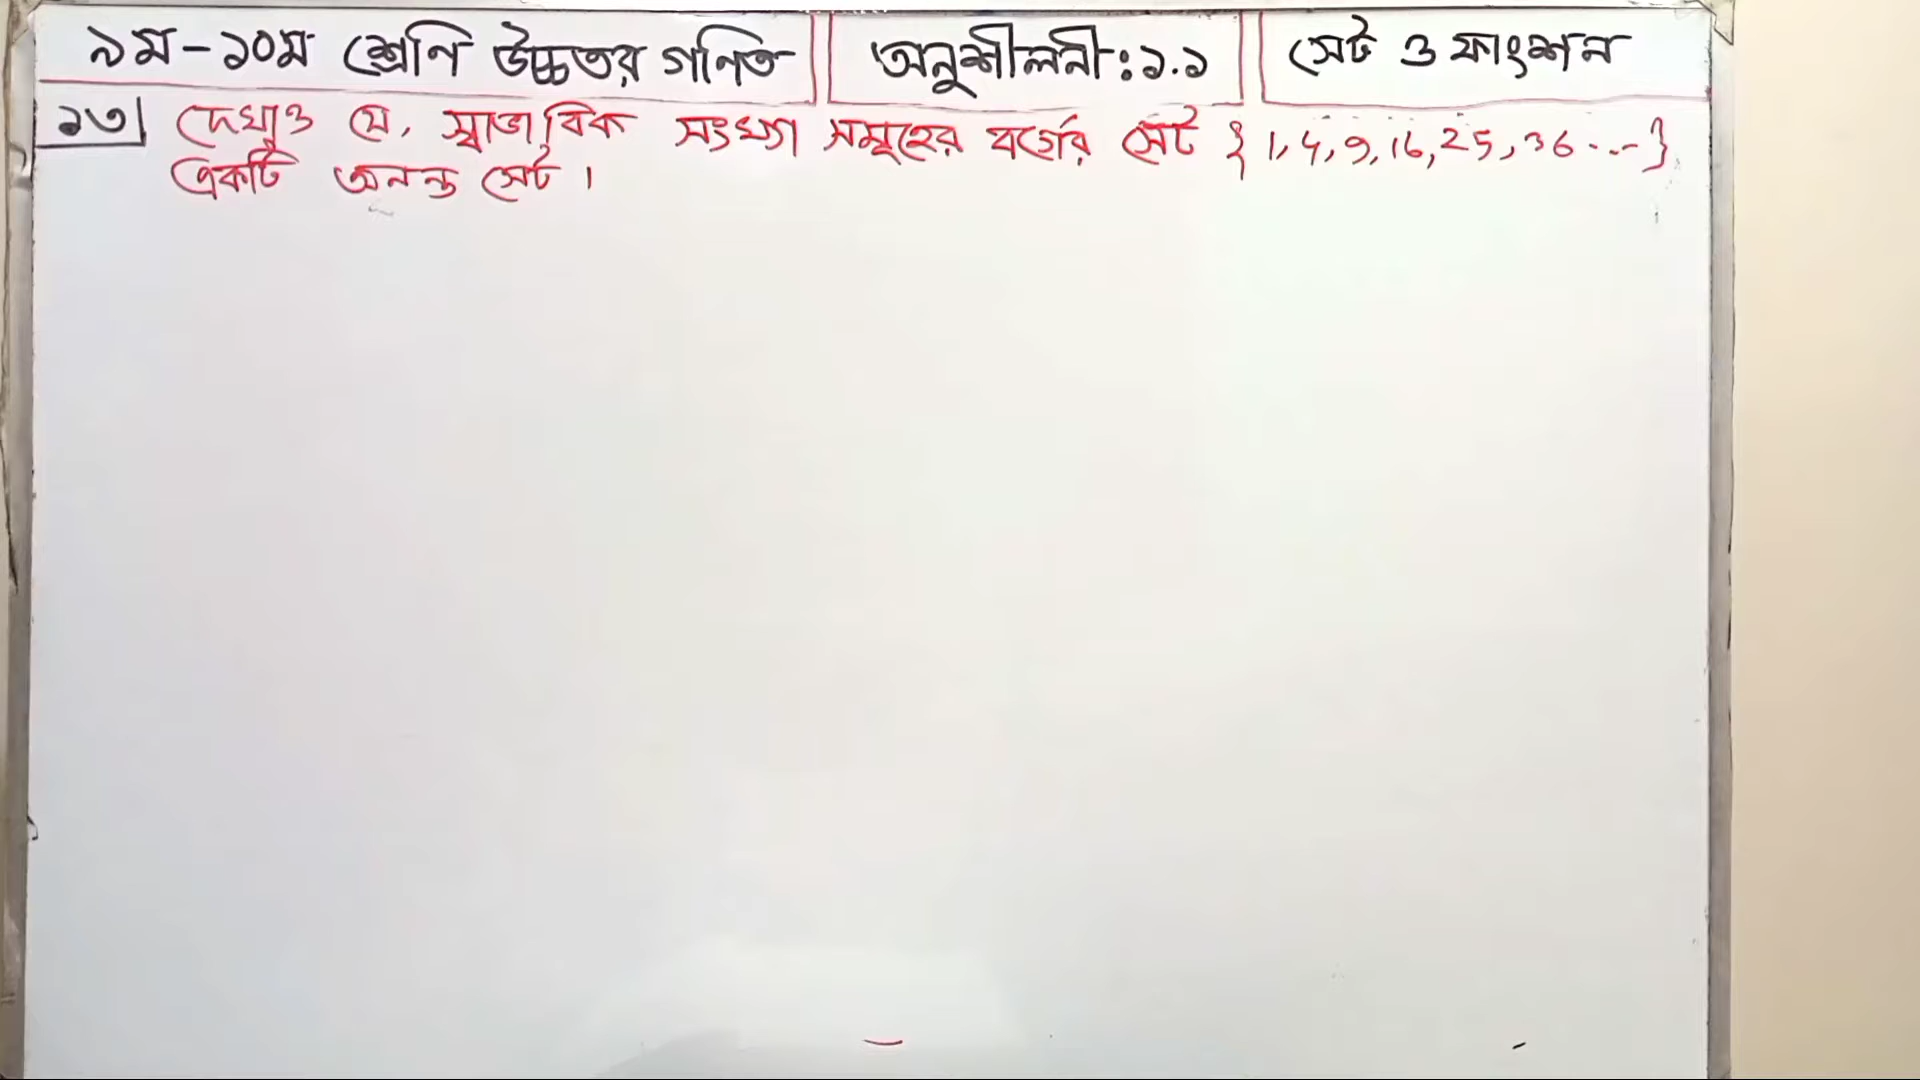 ৯ম-১০ম শ্রেণি উচ্চতর গণিত
অনুশীলনী: ১.১
সেট ও ফাংশন
১৩| দেখাও যে, স্বাভাবিক সংখ্যা সমূহের বর্গের সেট {1,4,9,16,25,36...}
একটি অনন্ত সেট।